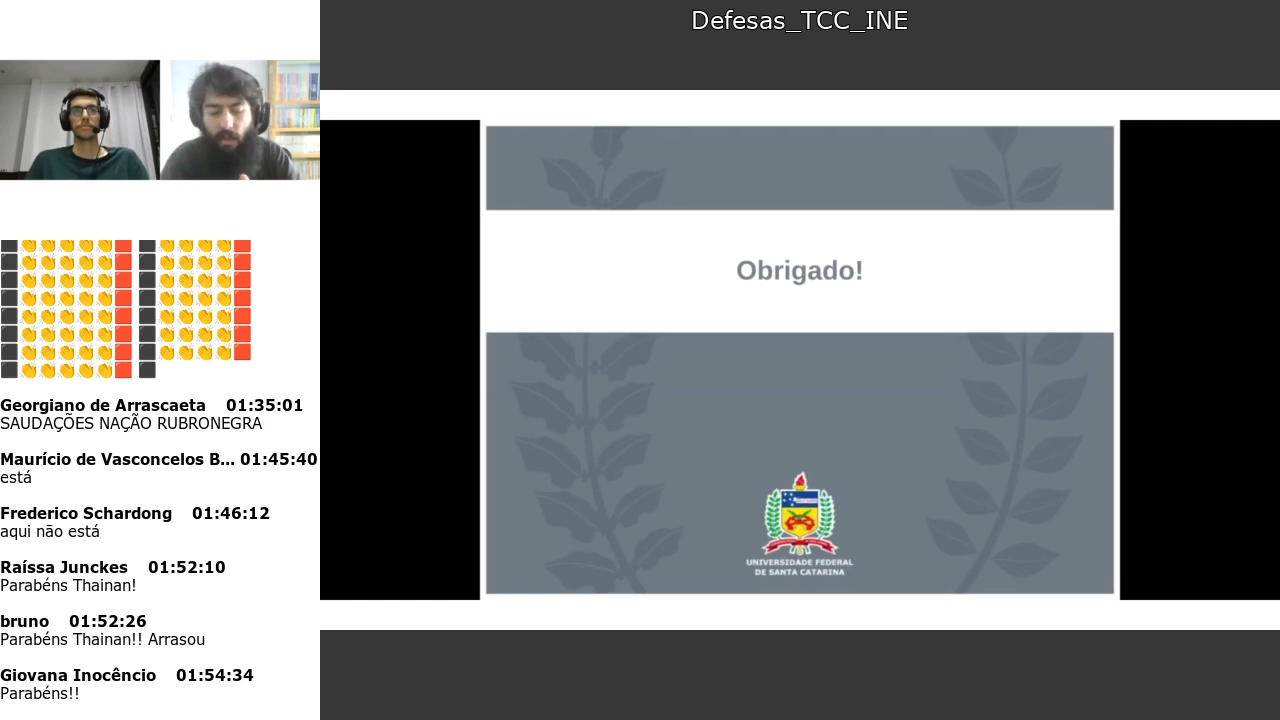 Defesas_TCC_INE
Obrigado!
UNIVERSIDADE FEDERAL
DE SANTA CATARINA
Georgiano de Arrascaeta 01:35:01
SAUDAÇÕES NAÇÃO RUBRONEGRA
Maurício de Vasconcelos B... 01:45:40
está
Frederico Schardong 01:46:12
aqui não está
Raíssa Junckes 01:52:10
Parabéns Thainan!
bruno 01:52:26
Parabéns Thainan!! Arrasou
Giovana Inocêncio 01:54:34
Parabéns!!